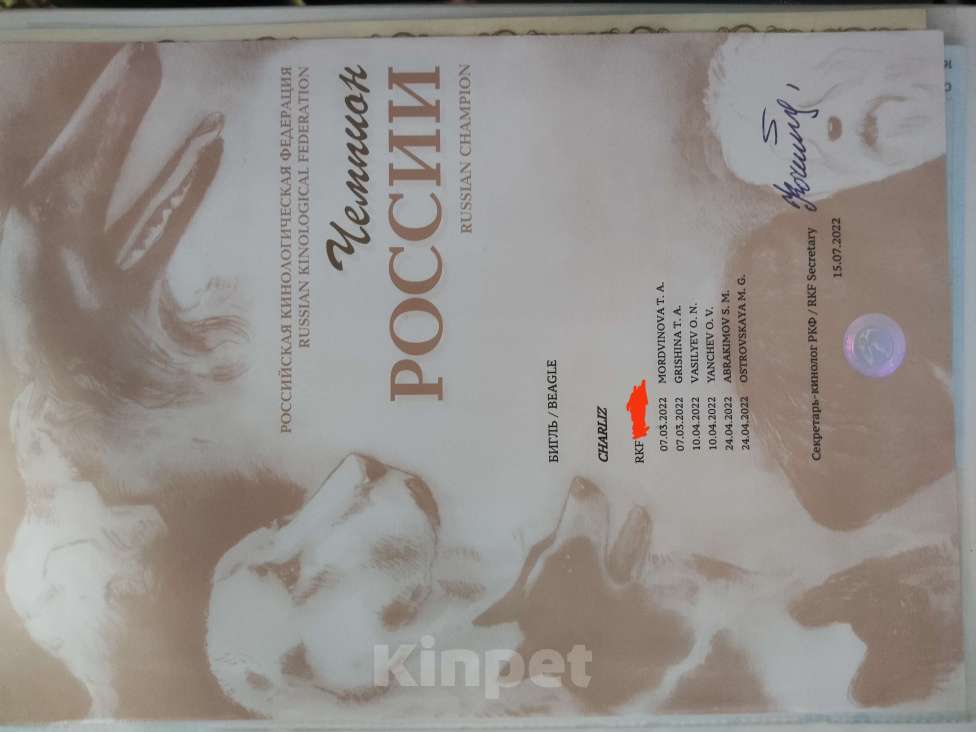 РОССИЙСКАЯ КИНОЛОГИЧЕСКАЯ ФЕДЕРАЦИЯ
RUSSIAN KINOLOGICAL FEDERATION
Чемпион
РОССИИ
RUSSIAN CHAMPION
БИГЛЬ / BEAGLE
CHARLIZ
RKF
07.03.2022 MORDVINOVA T. A.
07.03.2022 GRISHINA T. A.
10.04.2022 VASILYEV O. N.
10.04.2022 YANCHEV O. V.
24.04.2022 ABRAKIMOV S. M.
24.04.2022 OSTROVSKAYA M. G.
Секретарь-кинолог РКФ / RKF Secretary
15.07.2022
Kinpet